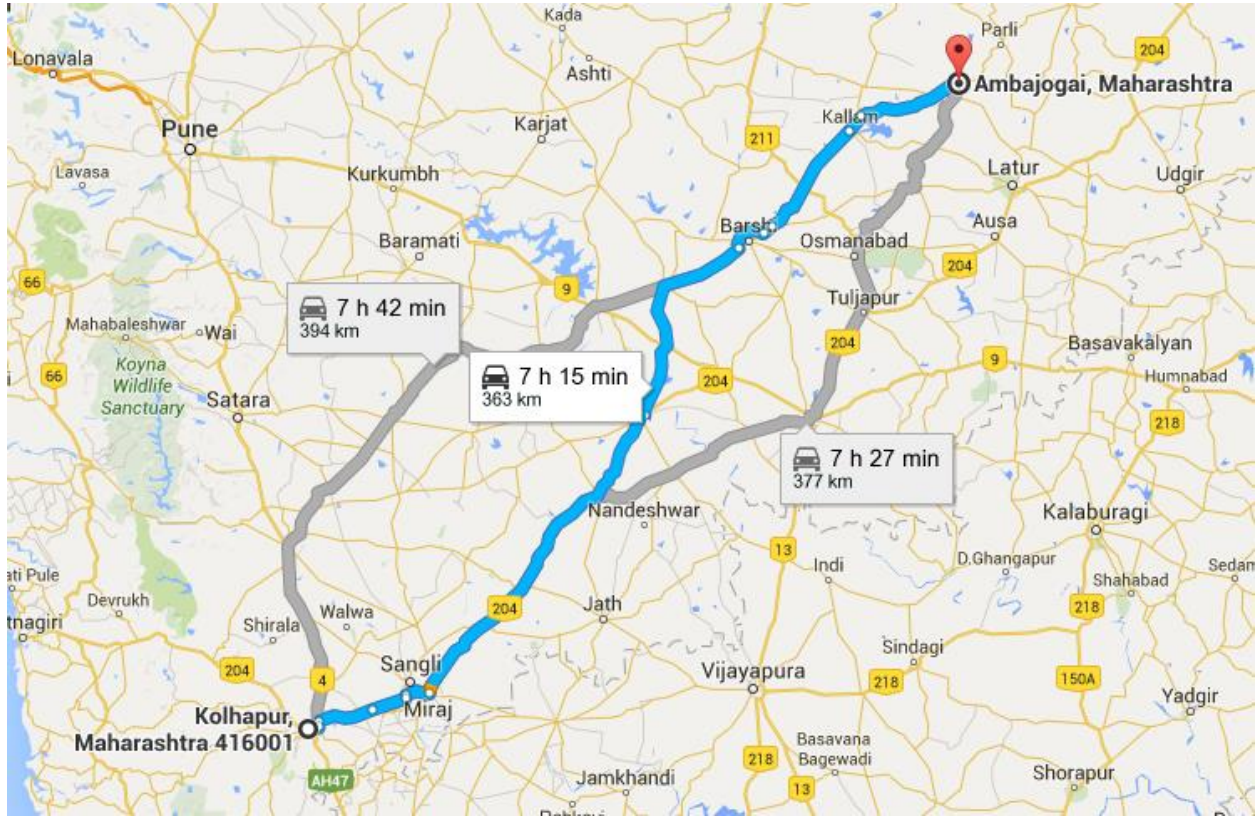 Kada
Parli
204
Lonavala
Ashti
Ambajogai, Maharashtra
Pune
Karjat
Kallam
211
Lavasa
Kurkumbh
Latur
Udgir
Baramati
Barshi
Osmanabad
Ausa
66
9
204
7 h 42 min
394 km
Tuljapur
Mahabaleshwar
Wai
204
Basavakalyan
Koyna
Wildlife
Sanctuary
66
7 h 15 min
363 km
204
9
Humnabad
Satara
218
7 h 27 min
377 km
Nandeshwar
Kalaburagi
13
Indi
D.Ghangapur
Sedam
ati Pule
Devrukh
Shahabad
tnagiri
Shirala
Walwa
204
Jath
218
Sindagi
204
4
Sangli
Vijayapura
218
150A
Miraj
Yadgir
Kolhapur,
Maharashtra 416001
Basavana
Bagewadi
218
AH47
Jamkhandi
13
Shorapur